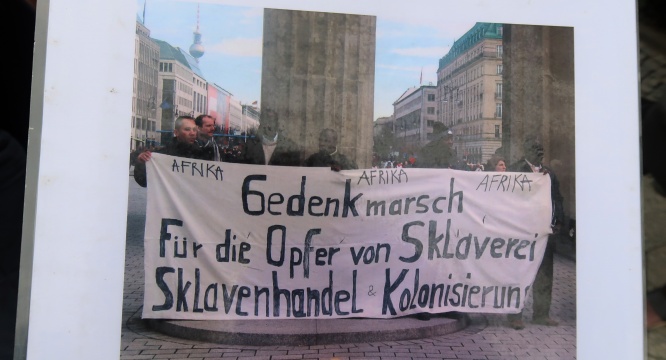 AFRIKA AFRIKA AFRIKA
Gedenkmarsch
Für die Opfer von Sklaverei
Sklavenhandel & Kolonisierung